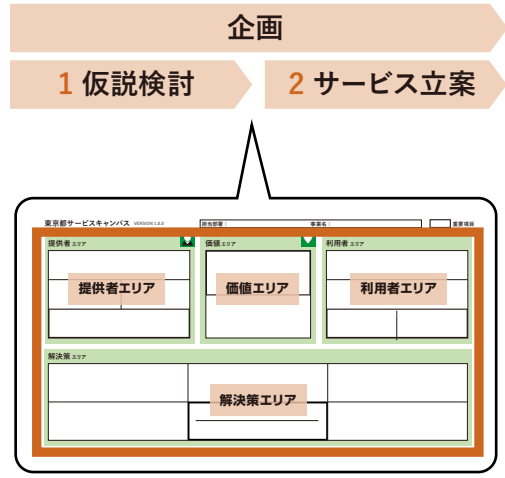 企画
1 仮説検討
2 サービス立案
東京都サービスキャンバス VERSION 1.0.0
担当部署：
事業名：
重要項目
提供者エリア
価値エリア
利用者エリア
提供者エリア
価値エリア
利用者エリア
解決策エリア
解決策エリア